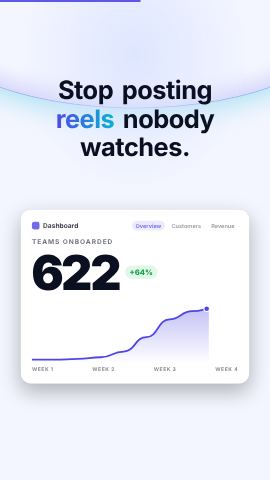 Stop posting
reels nobody
watches.
Dashboard
Overview Customers Revenue
TEAMS ONBOARDED
622 +64%
WEEK 1 WEEK 2 WEEK 3 WEEK 4